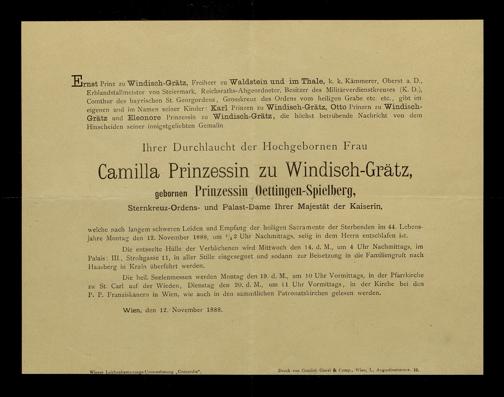 Ernst Prinz zu Windisch-Grätz, Freiherr zu Waldstein und im Thale, k. k. Kämmerer, Oberst a. D.,
Erblandstallmeister von Steiermark, Reichsraths-Abgeordneter, Besitzer des Militärverdienstkreuzes (K. D.),
Comthur des bayrischen St. Georgordens, Grosskreuz des Ordens vom heiligen Grabe etc. etc., gibt im
eigenen und im Namen seiner Kinder: Karl Prinzen zu Windisch-Grätz, Otto Prinzen zu Windisch-
Grätz und Eleonore Prinzessin zu Windisch-Grätz, die höchst betrübende Nachricht von dem
Hinscheiden seiner innigstgeliebten Gemalin
Ihrer Durchlaucht der Hochgebornen Frau
Camilla Prinzessin zu Windisch-Grätz,
gebornen Prinzessin Oettingen-Spielberg,
Sternkreuz-Ordens- und Palast-Dame Ihrer Majestät der Kaiserin,
welche nach langem schweren Leiden und Empfang der heiligen Sacramente der Sterbenden im 44. Lebens-
jahre Montag den 12. November 1888, um 1/2 2 Uhr Nachmittags, selig in dem Herrn entschlafen ist.
Die entseelte Hülle der Verblichenen wird Mittwoch den 14. d. M., um 4 Uhr Nachmittags, im
Palais: III., Strohgasse 11, in aller Stille eingesegnet und sodann zur Beisetzung in die Familiengruft nach
Haasberg in Krain überführt werden.
Die heil. Seelenmessen werden Montag den 19. d. M., um 10 Uhr Vormittags, in der Pfarrkirche
zu St. Carl auf der Wieden, Dienstag den 20. d. M., um 11 Uhr Vormittags, in der Kirche bei den
P. P. Franziskanern in Wien, wie auch in den sämmtlichen Patronatskirchen gelesen werden.
Wien, den 12. November 1888.
Wiener Leichenbestattungs-Unternehmung „Concordia“.
Druck von Gottlieb Gistel & Comp., Wien, I., Augustinerstrasse 12.